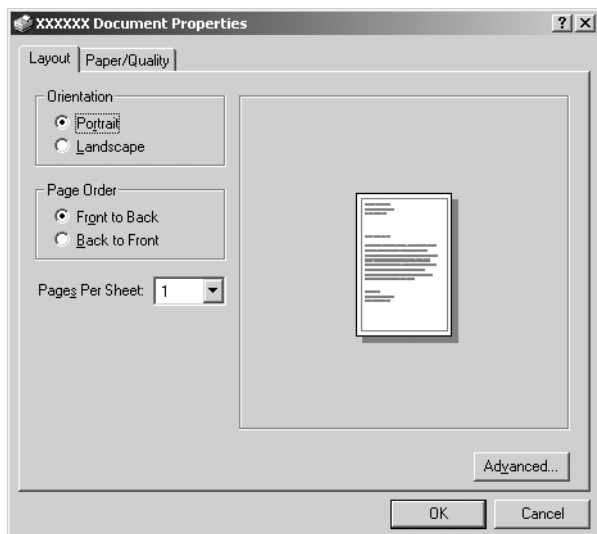 XXXXXX Document Properties
Layout
Paper/Quality
Orientation
Portrait
Landscape
Page Order
Front to Back
Back to Front
Pages Per Sheet: 1
Advanced...
OK
Cancel